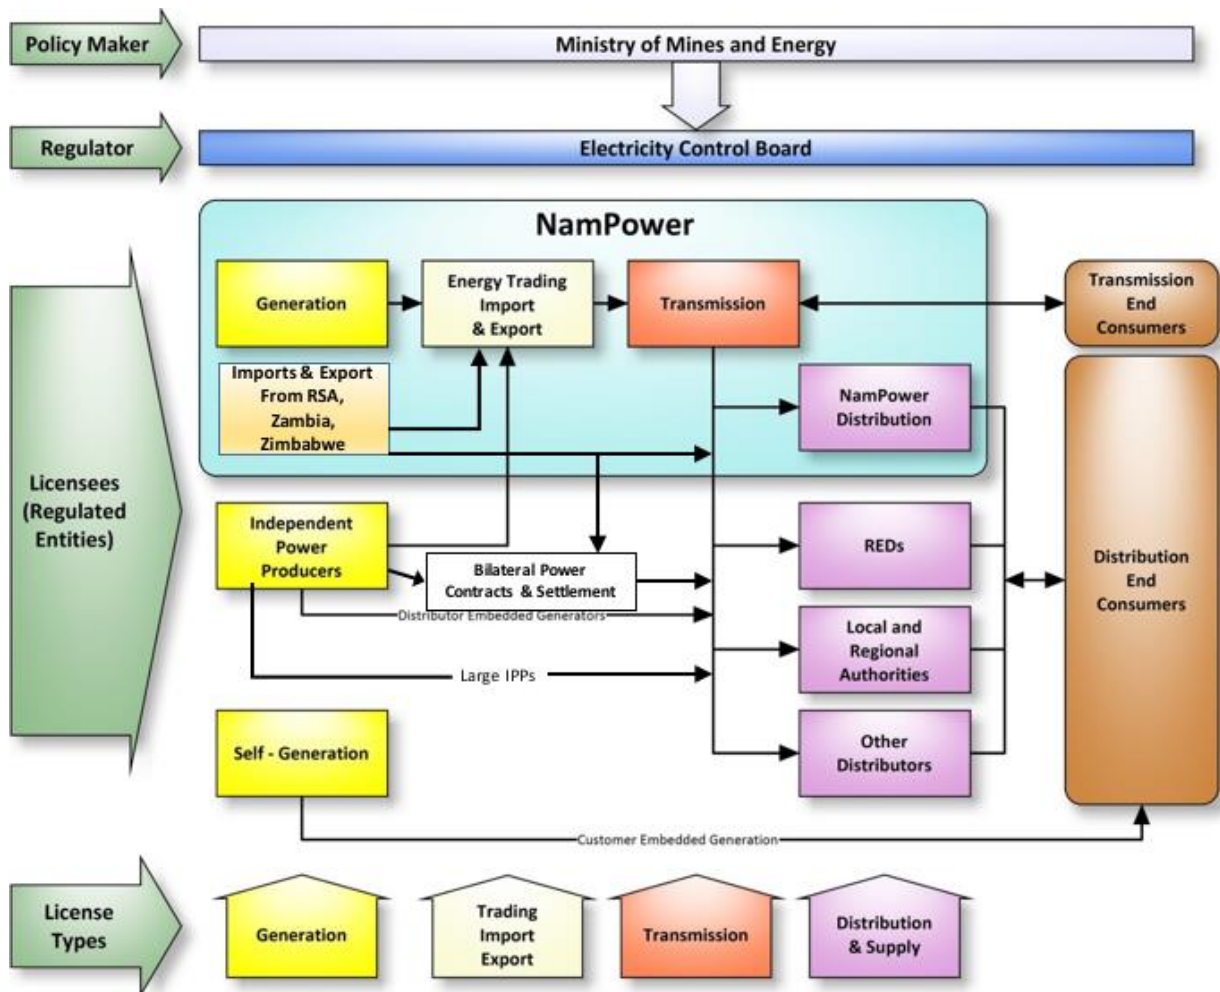 Policy Maker
Ministry of Mines and Energy
Regulator
Electricity Control Board
NamPower
Generation
Energy Trading
Import
& Export
Transmission
Transmission
End
Consumers
Imports & Export
From RSA,
Zambia,
Zimbabwe
NamPower
Distribution
Licensees
(Regulated
Entities)
Independent
Power
Producers
Bilateral Power
Contracts & Settlement
REDs
Distribution
End
Consumers
Distributor Embedded Generators
Local and
Regional
Authorities
Large IPPs
Self - Generation
Other
Distributors
Customer Embedded Generation
License
Types
Generation
Trading
Import
Export
Transmission
Distribution
& Supply